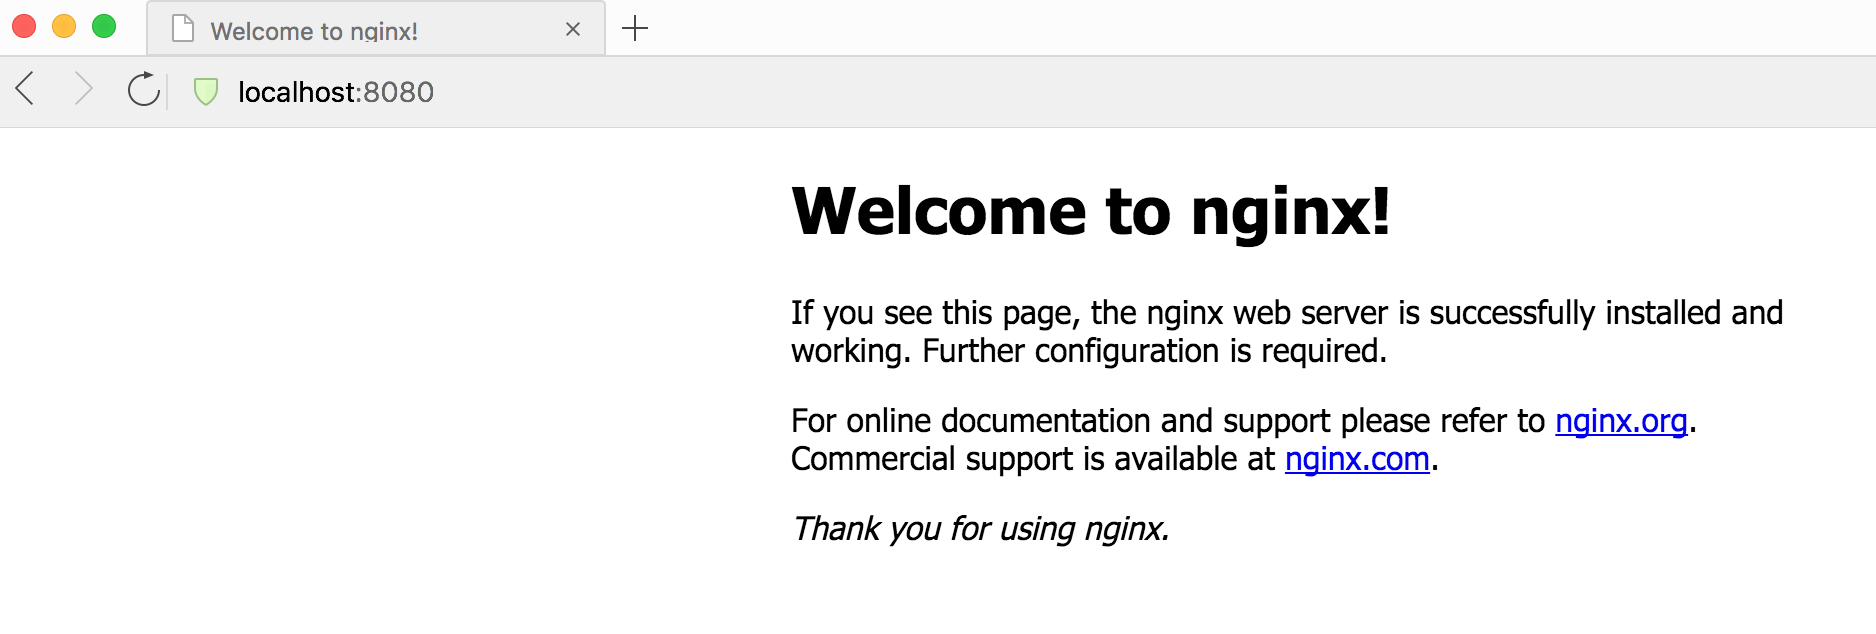 Welcome to nginx!
localhost:8080
Welcome to nginx!
If you see this page, the nginx web server is successfully installed and
working. Further configuration is required.
For online documentation and support please refer to nginx.org.
Commercial support is available at nginx.com.
Thank you for using nginx.